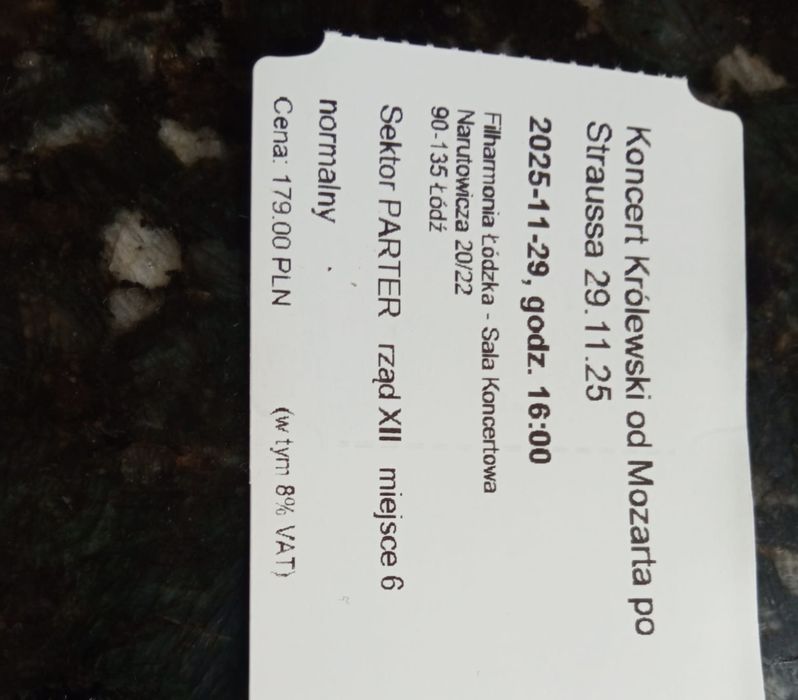 Koncert Królewski od Mozarta po
Straussa 29.11.25
2025-11-29, godz. 16:00
Filharmonia Łódzka - Sala Koncertowa
Narutowicza 20/22
90-135 Łódź
Sektor PARTER rząd XII miejsce 6
normalny
Cena: 179.00 PLN (w tym 8% VAT)